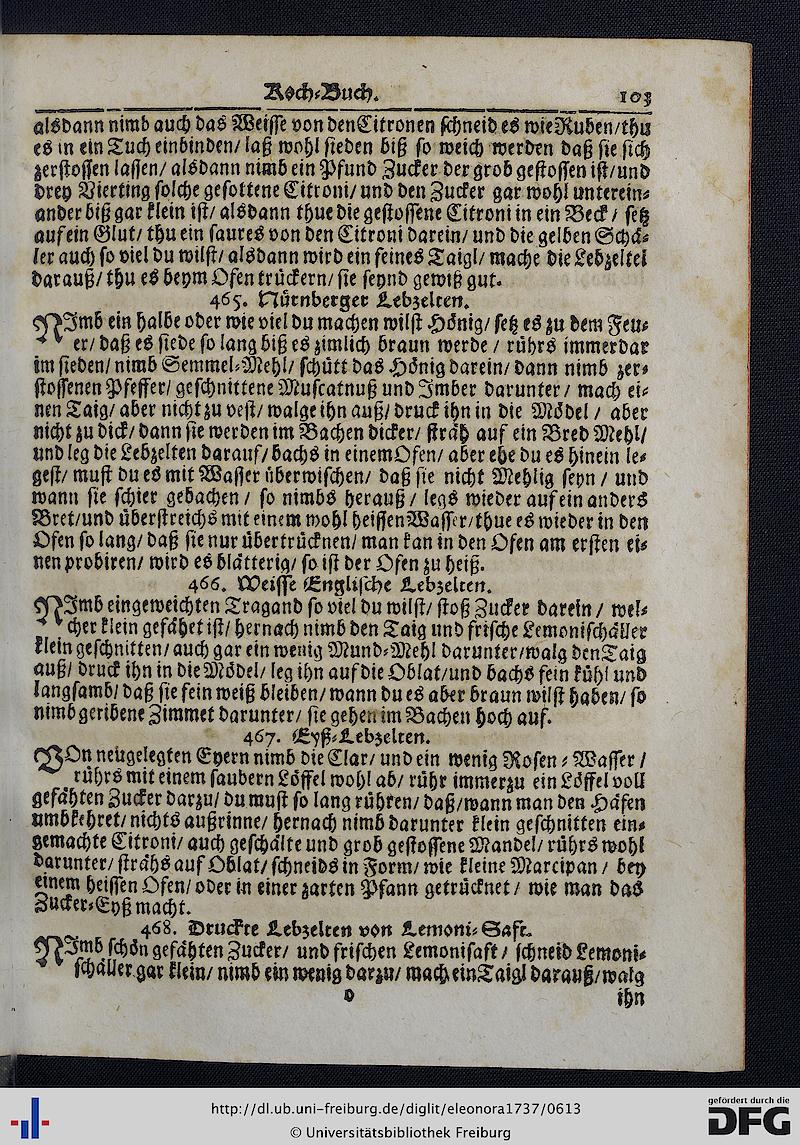 Koch-Buch. 103
alsdann nimb auch das Weisse von den Citronen schneid es wie Ruben/ thu
es in ein Tuch einbinden/ laß wohl sieden biß so weich werden daß sie sich
zerstossen lassen/ alsdann nimb ein Pfund Zucker der grob gestossen ist/ und
drey Vierting solche gesottene Citroni/ und den Zucker gar wohl unterein-
ander biß gar klein ist/ alsdann thue die gestossene Citroni in ein Beck/ setz
auf ein Glut/ thu ein saures von den Citroni darein/ und die gelben Schä-
ler auch so viel du wilst/ alsdann wird ein feines Taigl/ mache die Lebzeltel
darauß/ thu es beym Ofen trückern/ sie seynd gewiß gut.
465. Nürnberger Lebzelten.
NImb ein halbe oder wie viel du machen wilst Hönig/ setz es zu dem Feu-
er/ daß es siede so lang biß es zimlich braun werde / rührs immerdar
im sieden/ nimb Semmel-Mehl/ schütt das Hönig darein/ dann nimb zer-
stossenen Pfeffer/ geschnittene Muscatnuß und Imber darunter / mach ei-
nen Taig/ aber nicht zu vest/ walge ihn auß/ druck ihn in die Mödel / aber
nicht zu dick/ dann sie werden im Bachen dicker/ sträh auf ein Bred Mehl/
und leg die Lebzelten darauf/ bachs in einem Ofen/ aber ehe du es hinein le-
gest/ must du es mit Wasser überwischen/ daß sie nicht Mehlig seyn / und
wann sie schier gebachen / so nimbs herauß / legs wieder auf ein anders
Bret/ und überstreichs mit einem wohl heissen Wasser/ thue es wieder in den
Ofen so lang/ daß sie nur übertrücknen/ man kan in den Ofen am ersten ei-
nen probiren/ wird es blätterig/ so ist der Ofen zu heiß.
466. Weisse Englische Lebzelten.
NImb eingeweichten Tragand so viel du wilst/ stoß Zucker darein / wel-
cher klein gefähet ist/ hernach nimb den Taig und frische Lemonischäller
klein geschnitten/ auch gar ein wenig Mund-Mehl darunter/ walg den Taig
auß/ druck ihn in die Mödel/ leg ihn auf die Oblat/ und bachs fein kühl und
langsamb/ daß sie fein weiß bleiben/ wann du es aber braun wilst haben/ so
nimb geribene Zimmet darunter/ sie gehen im Bachen hoch auf.
467. Eyß-Lebzelten.
VOn neugelegten Eyern nimb die Clar/ und ein wenig Rosen-Wasser /
rührs mit einem saubern Löffel wohl ab/ rühr immerzu ein Löffel voll
gefähten Zucker darzu/ du must so lang rühren/ daß/ wann man den Häfen
umbkehret/ nichts außrinne/ hernach nimb darunter klein geschnitten ein-
gemachte Citroni/ auch geschälte und grob gestossene Mandel/ rührs wohl
darunter/ strähs auf Oblat/ schneids in Form/ wie kleine Marcipan / bey
einem heissen Ofen/ oder in einer zarten Pfann getrücknet / wie man das
Zucker-Eyß macht.
468. Druckte Lebzelten von Lemoni-Saft.
NImb schön gefähten Zucker/ und frischen Lemonisaft / schneid Lemoni-
schäller gar klein/ nimb ein wenig darzu/ mach ein Taigl darauß/ walg
O ihn
http://dl.ub.uni-freiburg.de/diglit/eleonora1737/0613
© Universitätsbibliothek Freiburg
gefördert durch die
DFG